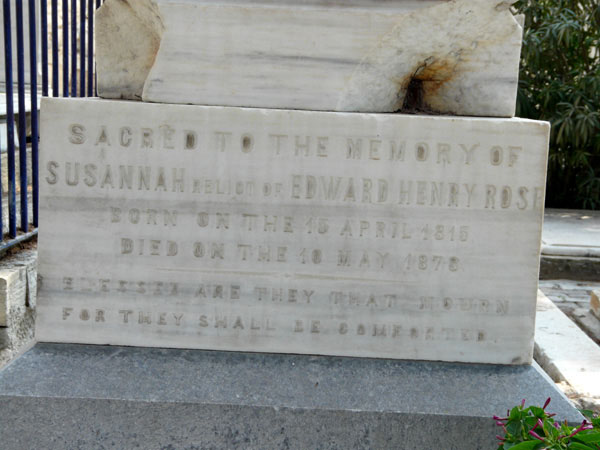 SACRED TO THE MEMORY OF
SUSANNAH RELICT OF EDWARD HENRY ROSE
BORN ON THE 15 APRIL 1815
DIED ON THE 16 MAY 1878
BLESSED ARE THEY THAT MOURN
FOR THEY SHALL BE COMFORTED